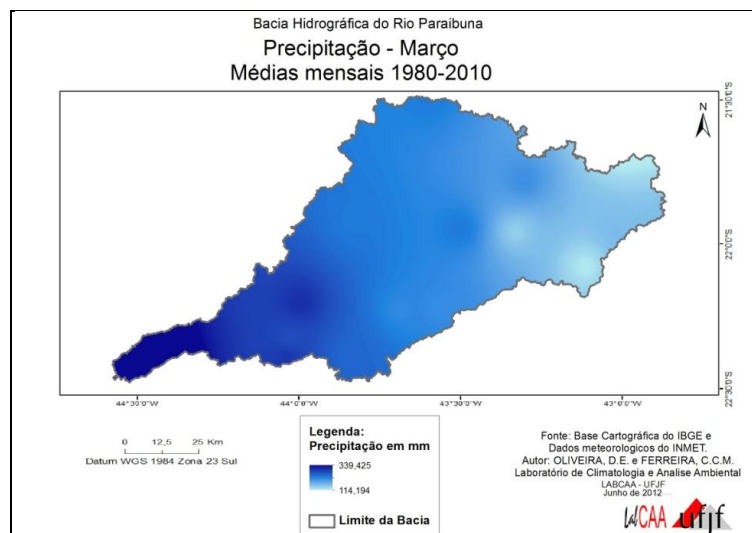 Bacia Hidrográfica do Rio Paraibuna
Precipitação - Março
Médias mensais 1980-2010
N
21°30'0"S
22°0'0"S
22°30'0"S
44°30'0"W
44°0'0"W
43°30'0"W
43°0'0"W
0 12,5 25 Km
Datum WGS 1984 Zona 23 Sul
Legenda:
Precipitação em mm
339,425
114,194
Limite da Bacia
Fonte: Base Cartográfica do IBGE e
Dados meteorologicos do INMET.
Autor: OLIVEIRA, D.E. e FERREIRA, C.C.M.
Laboratório de Climatologia e Analise Ambiental
LABCAA - UFJF
Junho de 2012
LabCAA ufjf